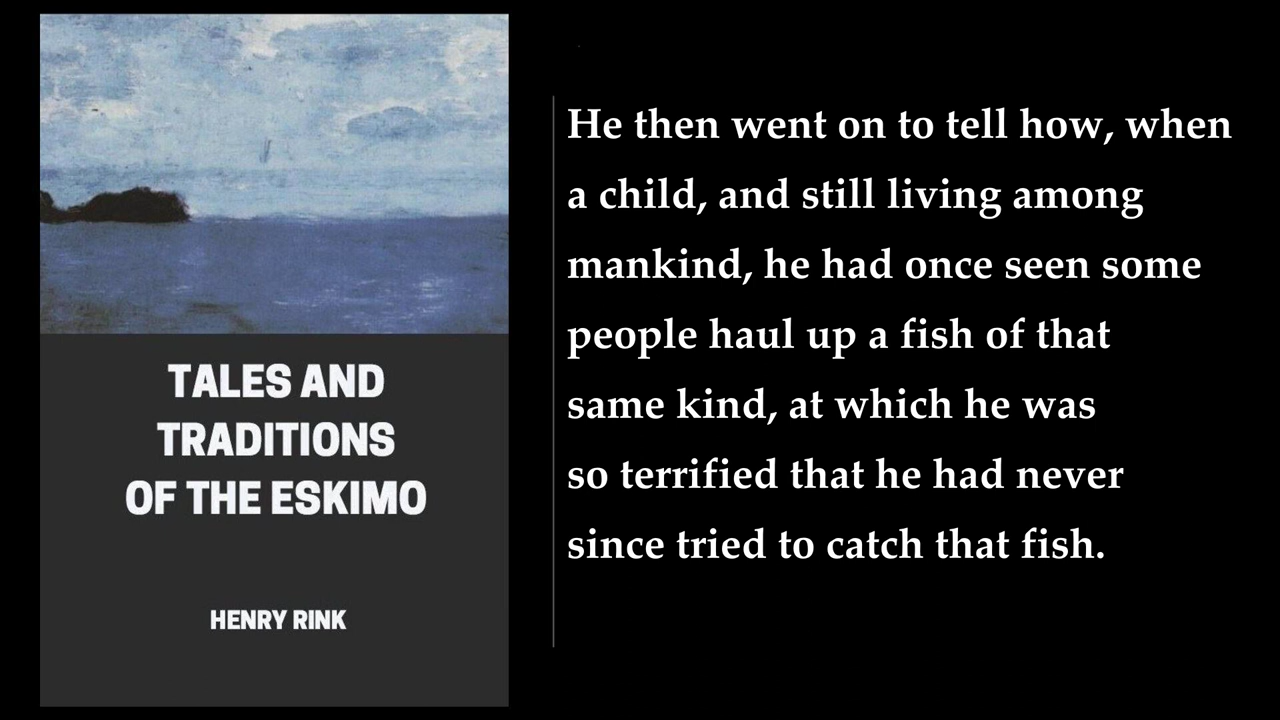 TALES AND
TRADITIONS
OF THE ESKIMO
HENRY RINK
He then went on to tell how, when
a child, and still living among
mankind, he had once seen some
people haul up a fish of that
same kind, at which he was
so terrified that he had never
since tried to catch that fish.